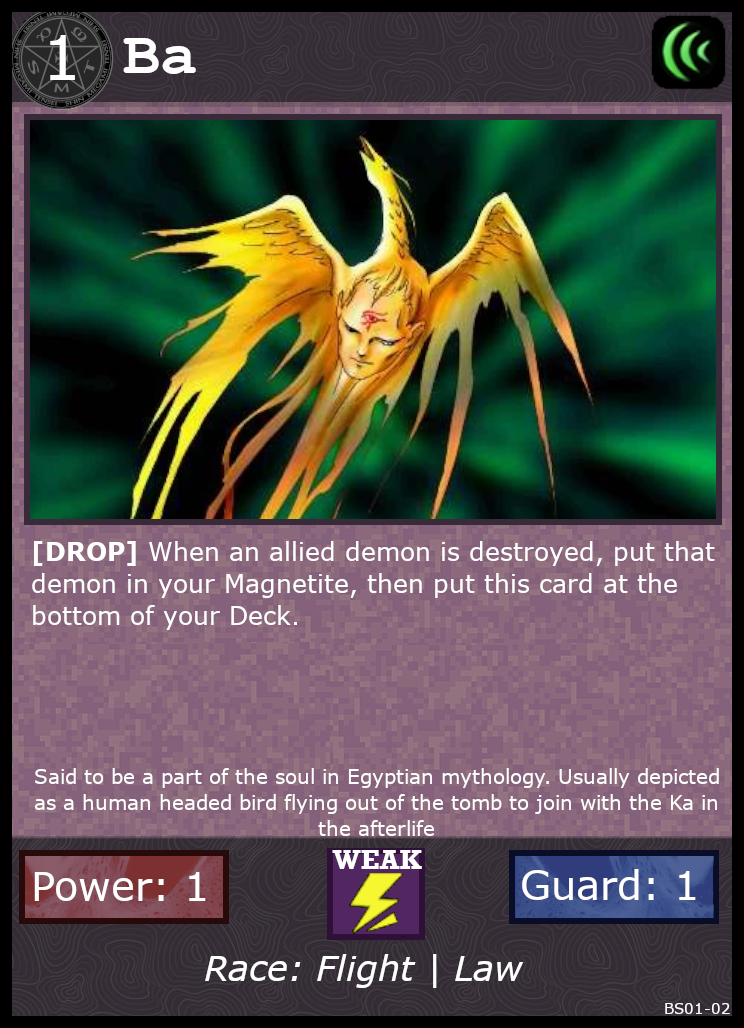 1 Ba
[DROP] When an allied demon is destroyed, put that
demon in your Magnetite, then put this card at the
bottom of your Deck.
Said to be a part of the soul in Egyptian mythology. Usually depicted
as a human headed bird flying out of the tomb to join with the Ka in
the afterlife
Power: 1
WEAK
Guard: 1
Race: Flight | Law
BS01-02